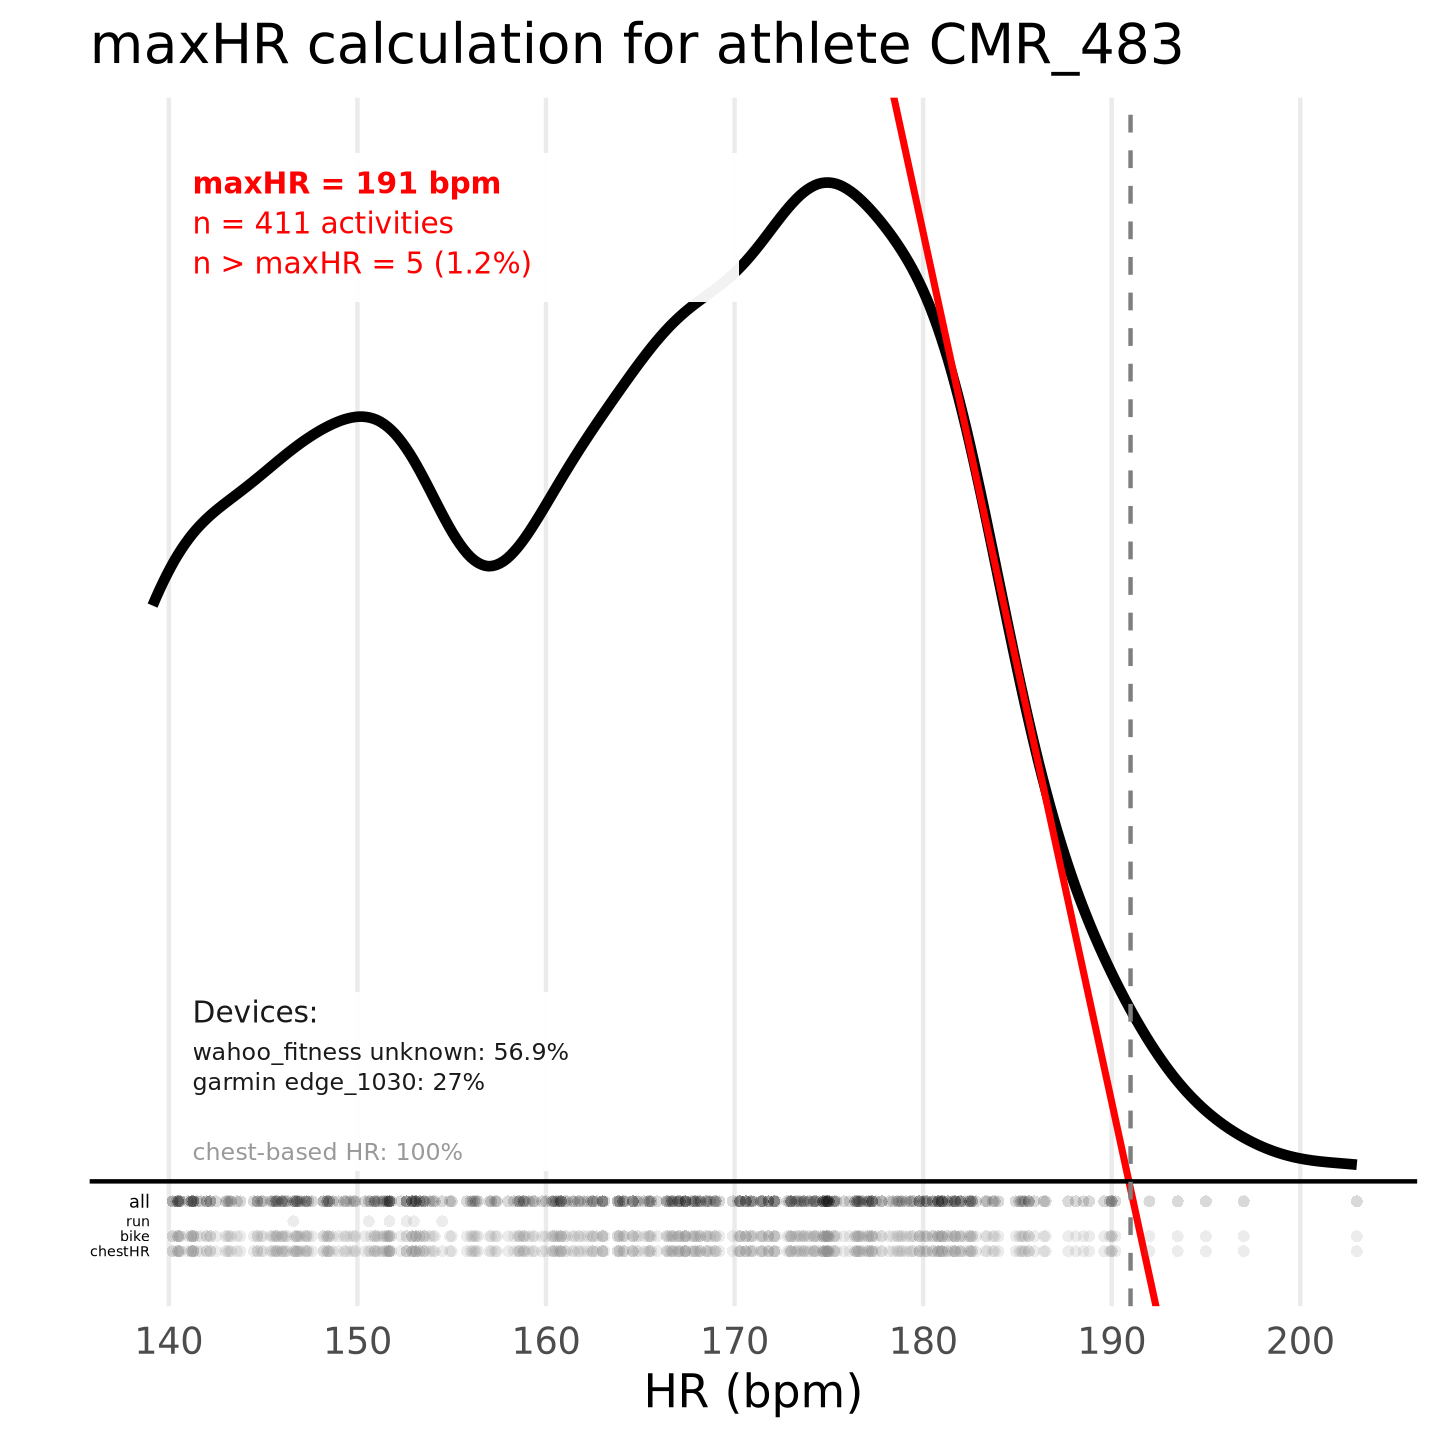 maxHR calculation for athlete CMR_483
maxHR = 191 bpm
n = 411 activities
n > maxHR = 5 (1.2%)
Devices:
wahoo_fitness unknown: 56.9%
garmin edge_1030: 27%
chest-based HR: 100%
all
run
bike
chestHR
140 150 160 170 180 190 200
HR (bpm)